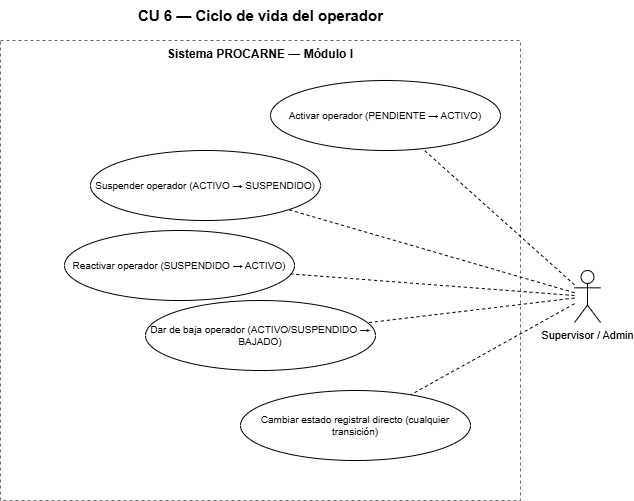 CU 6 — Ciclo de vida del operador
Sistema PROCARNE — Módulo I
Activar operador (PENDIENTE → ACTIVO)
Suspender operador (ACTIVO → SUSPENDIDO)
Reactivar operador (SUSPENDIDO → ACTIVO)
Dar de baja operador (ACTIVO/SUSPENDIDO →
BAJADO)
Supervisor / Admin
Cambiar estado registral directo (cualquier
transición)